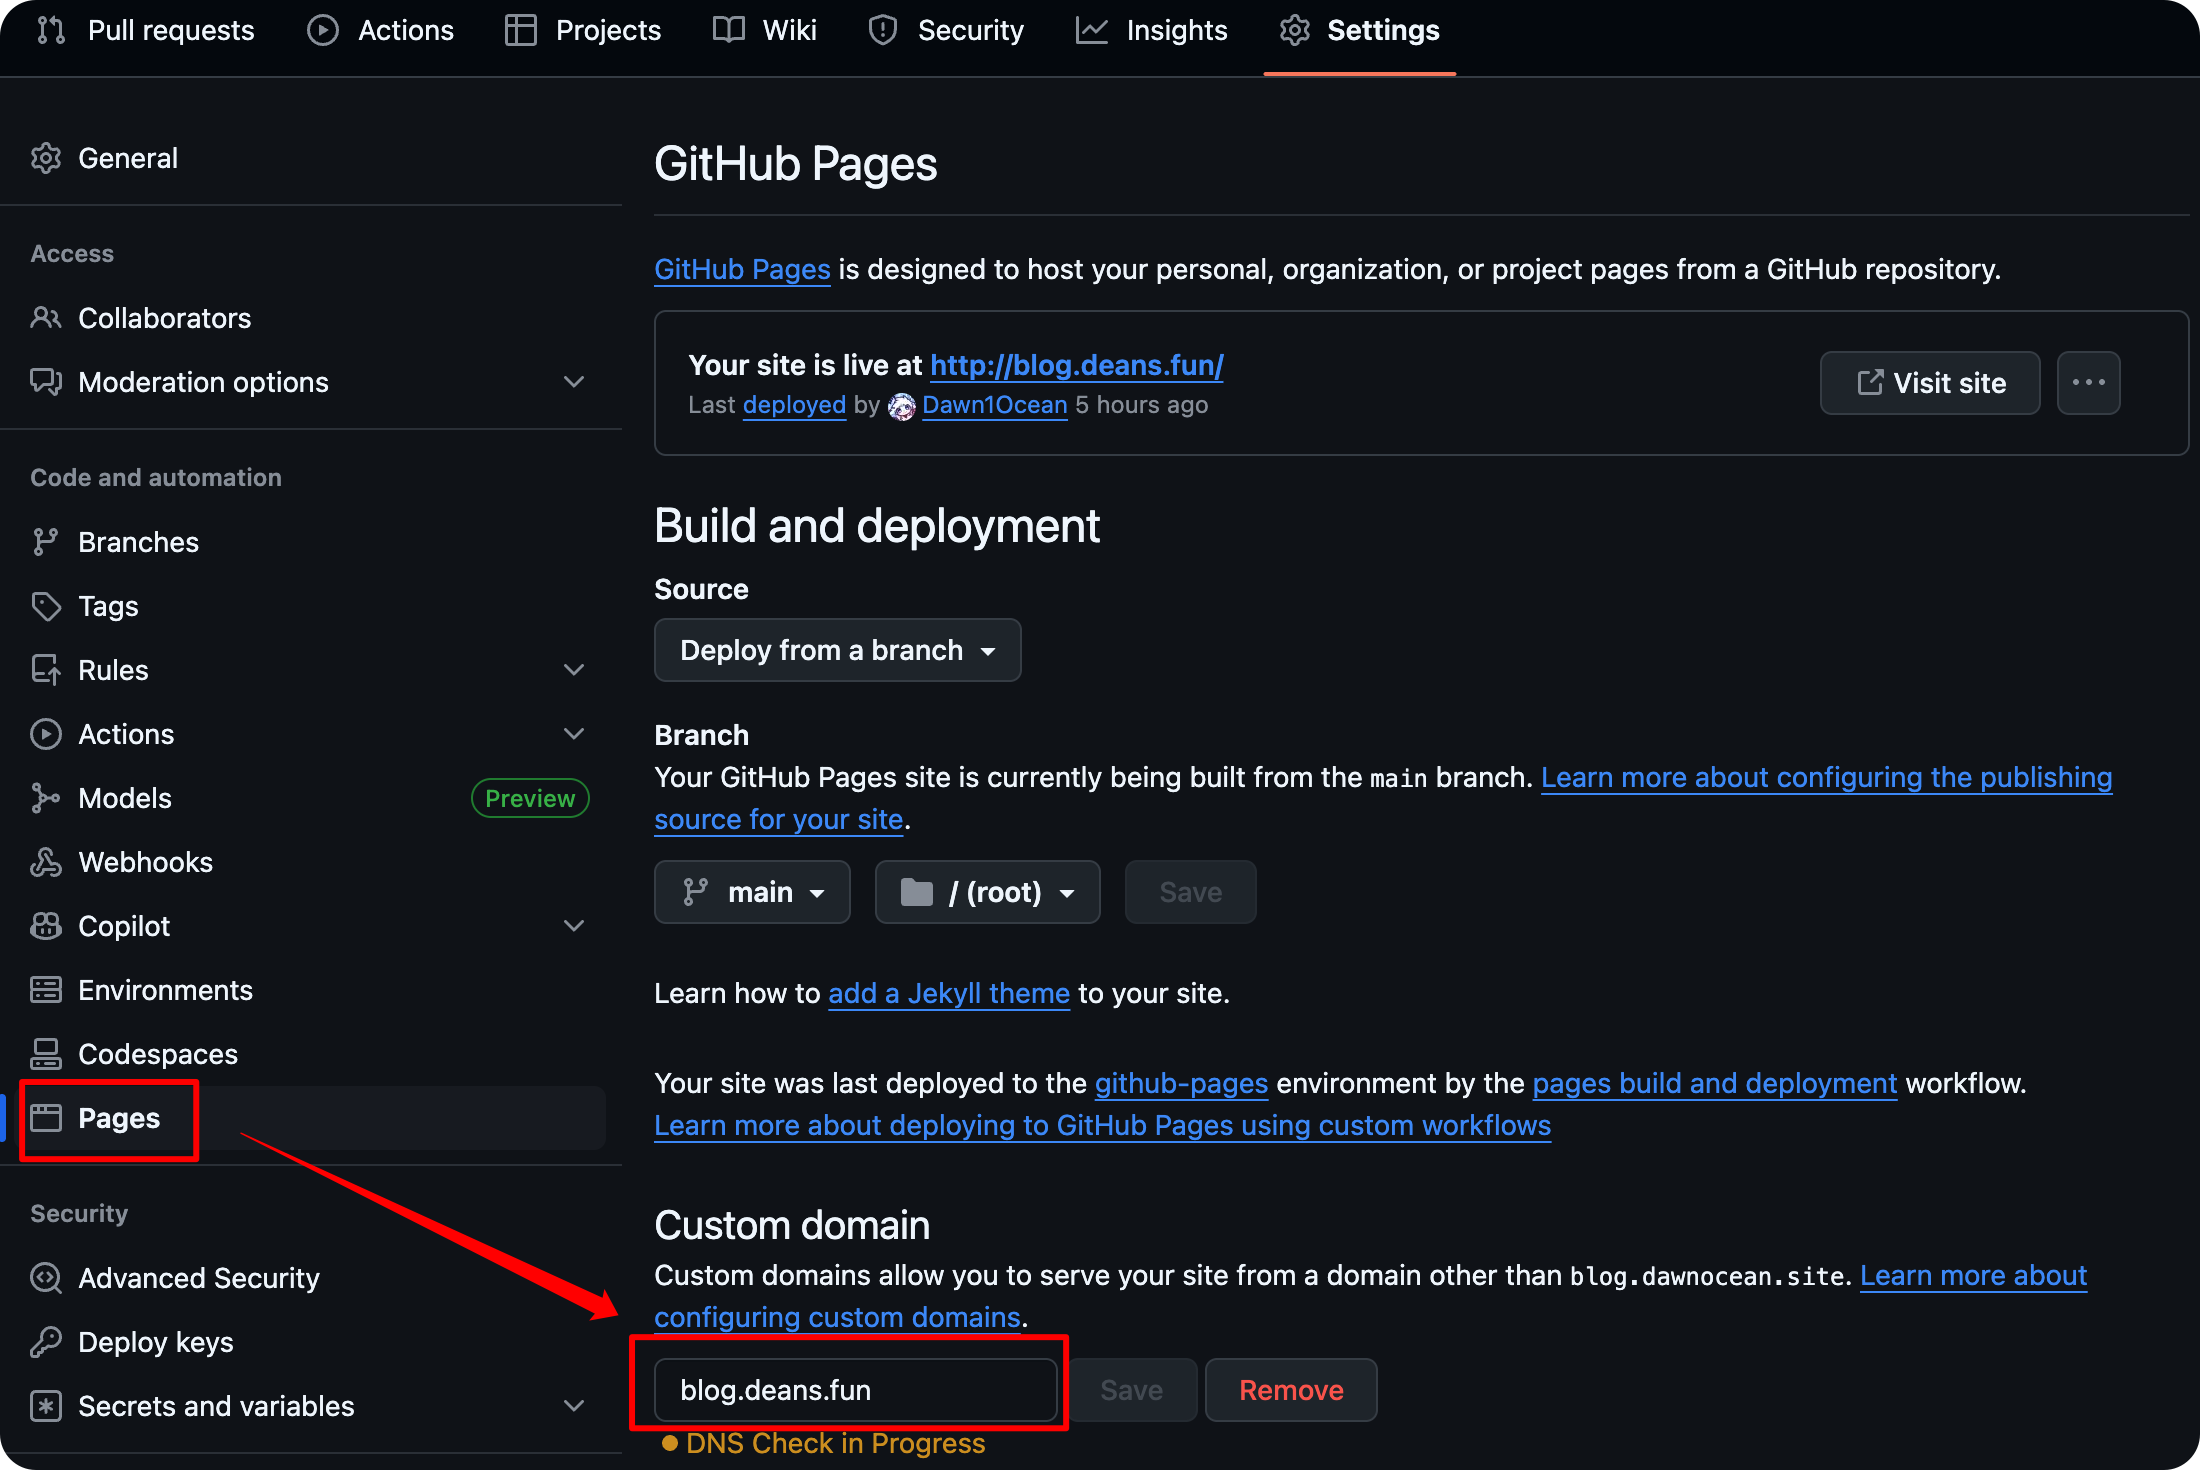 Pull requests Actions Projects Wiki Security Insights Settings
General
Access
Collaborators
Moderation options
Code and automation
Branches
Tags
Rules
Actions
Models Preview
Webhooks
Copilot
Environments
Codespaces
Pages
Security
Advanced Security
Deploy keys
Secrets and variables
GitHub Pages
GitHub Pages is designed to host your personal, organization, or project pages from a GitHub repository.
Your site is live at http://blog.deans.fun/
Last deployed by Dawn1Ocean 5 hours ago
Visit site
Build and deployment
Source
Deploy from a branch
Branch
Your GitHub Pages site is currently being built from the main branch. Learn more about configuring the publishing
source for your site.
main / (root) Save
Learn how to add a Jekyll theme to your site.
Your site was last deployed to the github-pages environment by the pages build and deployment workflow.
Learn more about deploying to GitHub Pages using custom workflows
Custom domain
Custom domains allow you to serve your site from a domain other than blog.dawnocean.site. Learn more about
configuring custom domains.
blog.deans.fun Save Remove
DNS Check in Progress